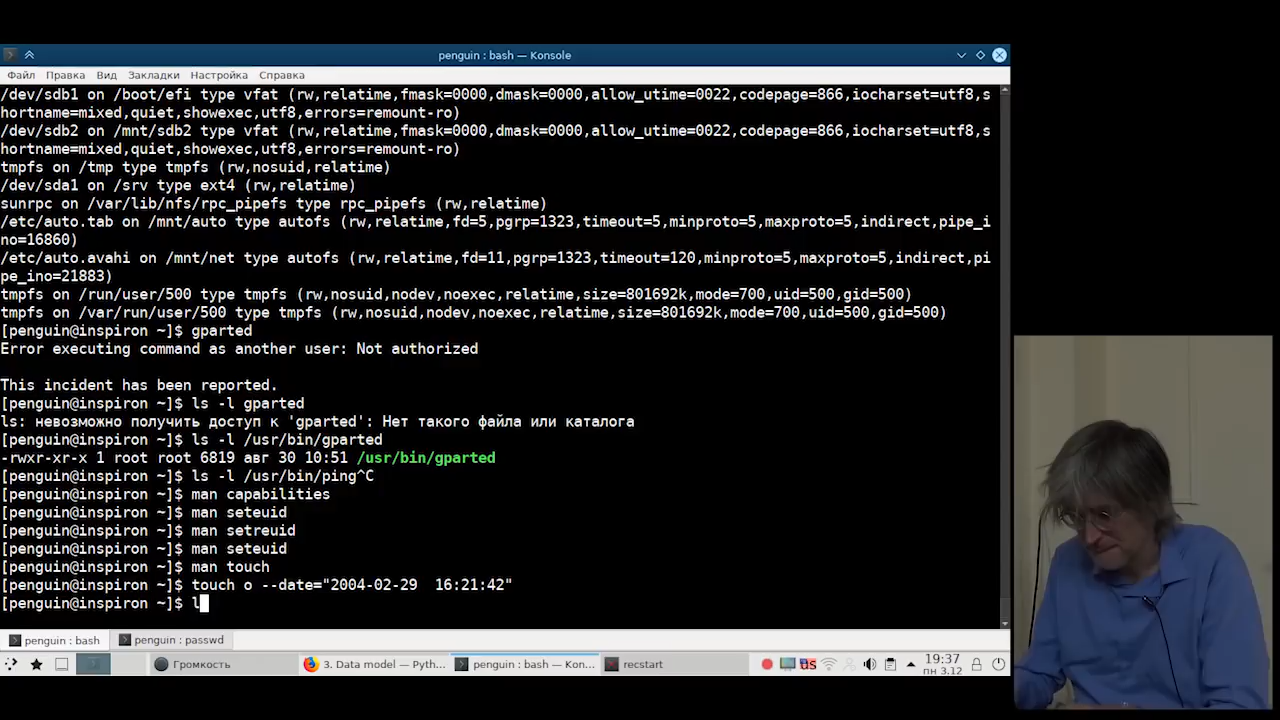 penguin : bash — Konsole
Файл Правка Вид Закладки Настройка Справка
/dev/sdb1 on /boot/efi type vfat (rw,relatime,fmask=0000,dmask=0000,allow_utime=0022,codepage=866,iocharset=utf8,s
hortname=mixed,quiet,showexec,utf8,errors=remount-ro)
/dev/sdb2 on /mnt/sdb2 type vfat (rw,relatime,fmask=0000,dmask=0000,allow_utime=0022,codepage=866,iocharset=utf8,s
hortname=mixed,quiet,showexec,utf8,errors=remount-ro)
tmpfs on /tmp type tmpfs (rw,nosuid,relatime)
/dev/sda1 on /srv type ext4 (rw,relatime)
sunrpc on /var/lib/nfs/rpc_pipefs type rpc_pipefs (rw,relatime)
/etc/auto.tab on /mnt/auto type autofs (rw,relatime,fd=5,pgrp=1323,timeout=5,minproto=5,maxproto=5,indirect,pipe_i
no=16860)
/etc/auto.avahi on /mnt/net type autofs (rw,relatime,fd=11,pgrp=1323,timeout=120,minproto=5,maxproto=5,indirect,pi
pe_ino=21883)
tmpfs on /run/user/500 type tmpfs (rw,nosuid,nodev,noexec,relatime,size=801692k,mode=700,uid=500,gid=500)
tmpfs on /var/run/user/500 type tmpfs (rw,nosuid,nodev,noexec,relatime,size=801692k,mode=700,uid=500,gid=500)
[penguin@inspiron ~]$ gparted
Error executing command as another user: Not authorized
This incident has been reported.
[penguin@inspiron ~]$ ls -l gparted
ls: невозможно получить доступ к 'gparted': Нет такого файла или каталога
[penguin@inspiron ~]$ ls -l /usr/bin/gparted
-rwxr-xr-x 1 root root 6819 авг 30 10:51 /usr/bin/gparted
[penguin@inspiron ~]$ ls -l /usr/bin/ping^C
[penguin@inspiron ~]$ man capabilities
[penguin@inspiron ~]$ man seteuid
[penguin@inspiron ~]$ man setreuid
[penguin@inspiron ~]$ man seteuid
[penguin@inspiron ~]$ man touch
[penguin@inspiron ~]$ touch o --date="2004-02-29  16:21:42"
[penguin@inspiron ~]$ l
penguin : bash penguin : passwd
Громкость 3. Data model — Pyth... penguin : bash — Kon... recstart US 19:37
пн 3.12